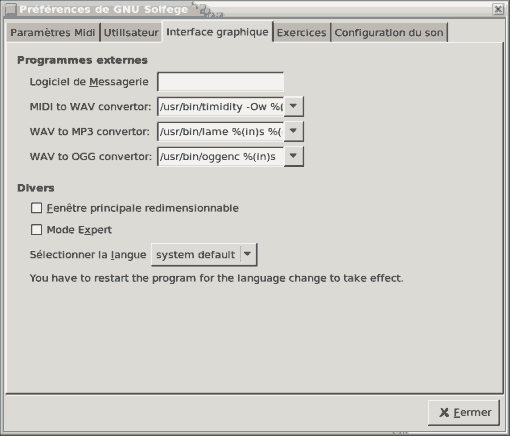 Préférences de GNU Solfege
Paramètres Midi Utilisateur Interface graphique Exercices Configuration du son
Programmes externes
Logiciel de Messagerie
MIDI to WAV convertor: /usr/bin/timidity -Ow %(
WAV to MP3 convertor: /usr/bin/lame %(in)s %(
WAV to OGG convertor: /usr/bin/oggenc %(in)s
Divers
Fenêtre principale redimensionnable
Mode Expert
Sélectionner la langue system default
You have to restart the program for the language change to take effect.
Fermer